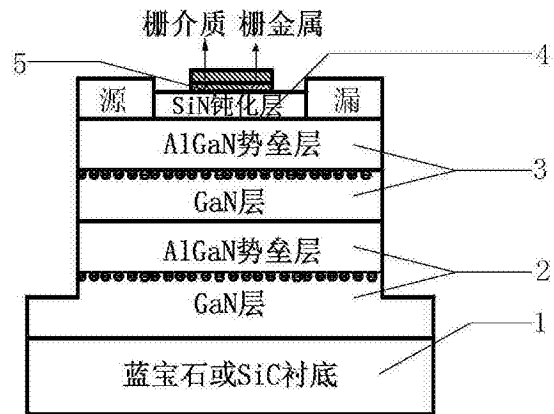 栅介质 栅金属
5
4
源
SiN钝化层
漏
AlGaN势垒层
3
GaN层
AlGaN势垒层
2
GaN层
1
蓝宝石或SiC衬底